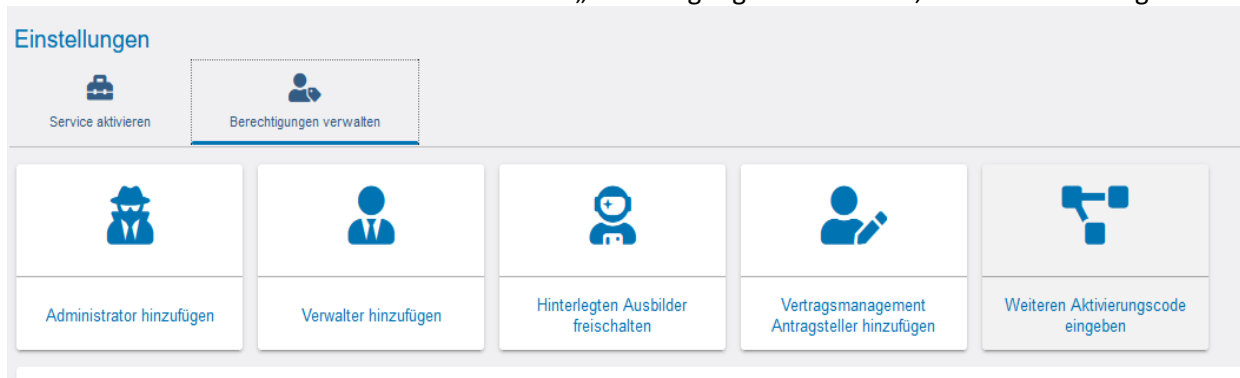 Einstellungen
Service aktivieren
Berechtigungen verwalten
Administrator hinzufügen
Verwalter hinzufügen
Hinterlegten Ausbilder
freischalten
Vertragsmanagement
Antragsteller hinzufügen
Weiteren Aktivierungscode
eingeben